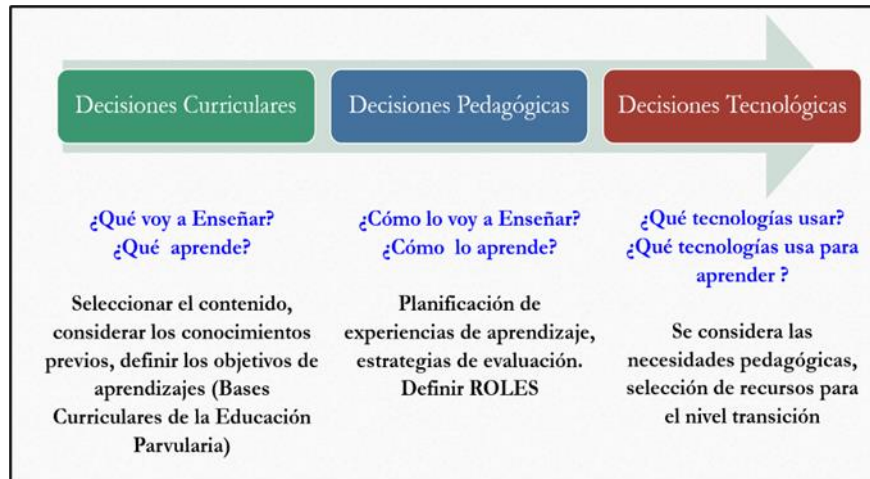 Decisiones Curriculares
Decisiones Pedagógicas
Decisiones Tecnológicas
¿Qué voy a Enseñar?
¿Qué aprende?
Seleccionar el contenido,
considerar los conocimientos
previos, definir los objetivos de
aprendizajes (Bases
Curriculares de la Educación
Parvularia)
¿Cómo lo voy a Enseñar?
¿Cómo lo aprende?
Planificación de
experiencias de aprendizaje,
estrategias de evaluación.
Definir ROLES
¿Qué tecnologías usar?
¿Qué tecnologías usa para
aprender ?
Se considera las
necesidades pedagógicas,
selección de recursos para
el nivel transición